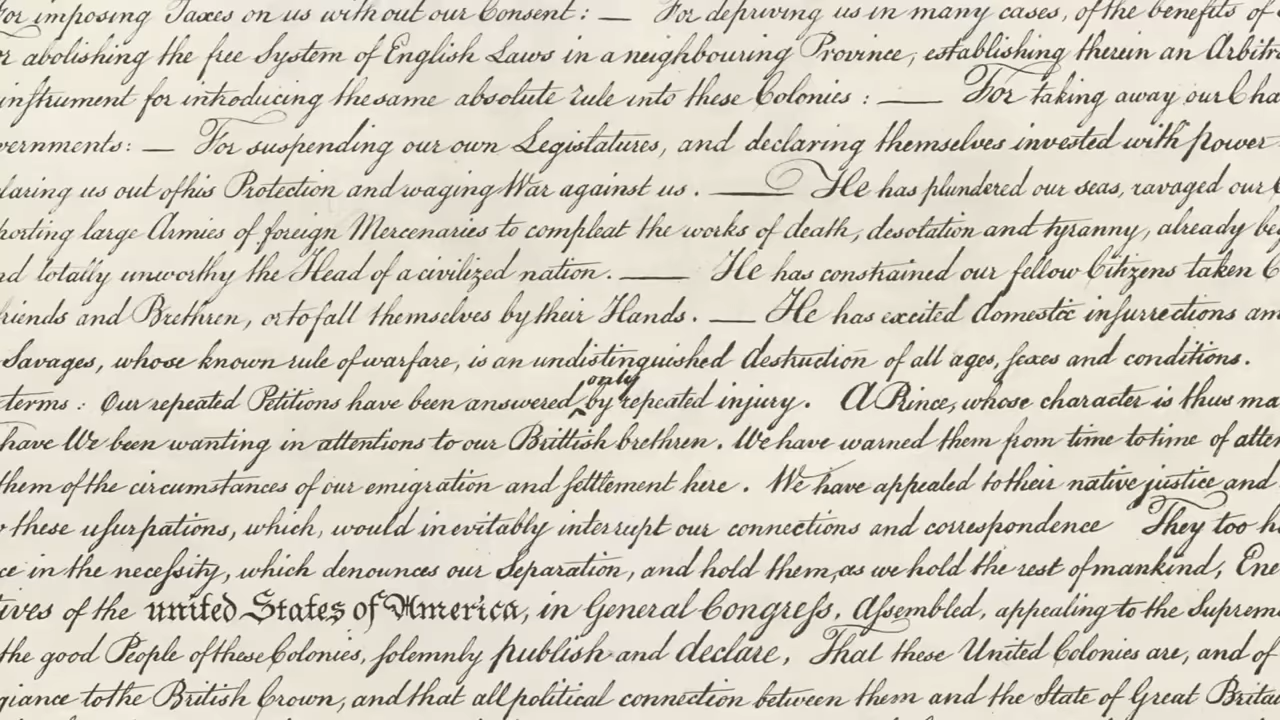 For imposing Taxes on us without our Consent : — For depriving us in many cases, of the benefits of
abolishing the free System of English Laws in a neighbouring Province, establishing therein an Arbitra
instrument for introducing the same absolute rule into these Colonies : — For taking away our Cha
vernments: — For suspending our own Legislatures, and declaring themselves invested with power
laring us out of his Protection and waging War against us . — He has plundered our seas, ravaged our C
porting large Armies of foreign Mercenaries to compleat the works of death, desolation and tyranny, already beg
nd totally unworthy the Head of a civilized nation . — He has constrained our fellow Citizens taken C
friends and Brethren, or to fall themselves by their Hands . — He has excited domestic insurrections am
Savages, whose known rule of warfare, is an undistinguished destruction of all ages, sexes and conditions .
only
terms : Our repeated Petitions have been answered by repeated injury . A Prince, whose character is thus ma
have We been wanting in attentions to our Brittish brethren . We have warned them from time to time of atte
them of the circumstances of our emigration and settlement here . We have appealed to their native justice and
these usurpations, which, would inevitably interrupt our connections and correspondence They too h
ce in the necessity, which denounces our Separation, and hold them, as we hold the rest of mankind, Ene
tives of the united States of America, in General Congress, Assembled, appealing to the Supreme
the good People of these Colonies, solemnly publish and declare, That these United Colonies are, and of
giance to the British Crown, and that all political connection between them and the State of Great Britai